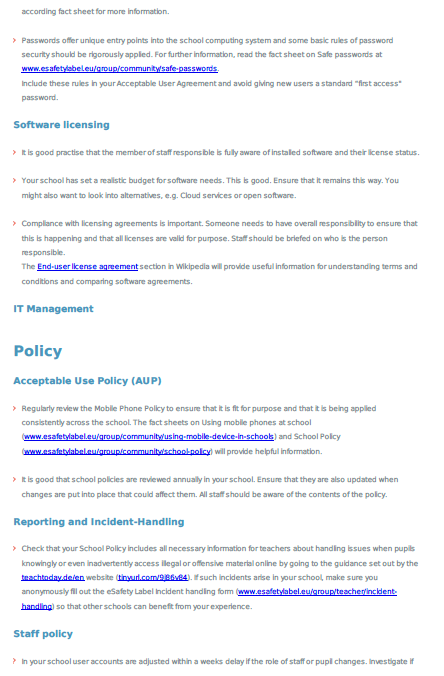 according fact sheet for more information.
› Passwords offer unique entry points into the school computing system and some basic rules of password
security should be rigorously applied. For further information, read the fact sheet on Safe passwords at
www.esafetylabel.eu/group/community/safe-passwords.
Include these rules in your Acceptable User Agreement and avoid giving new users a standard "first access"
password.
Software licensing
› It is good practise that the member of staff responsible is fully aware of installed software and their license status.
› Your school has set a realistic budget for software needs. This is good. Ensure that it remains this way. You
might also want to look into alternatives, e.g. Cloud services or open software.
› Compliance with licensing agreements is important. Someone needs to have overall responsibility to ensure that
this is happening and that all licenses are valid for purpose. Staff should be briefed on who is the person
responsible.
The End-user license agreement section in Wikipedia will provide useful information for understanding terms and
conditions and comparing software agreements.
IT Management
Policy
Acceptable Use Policy (AUP)
› Regularly review the Mobile Phone Policy to ensure that it is fit for purpose and that it is being applied
consistently across the school. The fact sheets on Using mobile phones at school
(www.esafetylabel.eu/group/community/using-mobile-device-in-schools) and School Policy
(www.esafetylabel.eu/group/community/school-policy) will provide helpful information.
› It is good that school policies are reviewed annually in your school. Ensure that they are also updated when
changes are put into place that could affect them. All staff should be aware of the contents of the policy.
Reporting and Incident-Handling
› Check that your School Policy includes all necessary information for teachers about handling issues when pupils
knowingly or even inadvertently access illegal or offensive material online by going to the guidance set out by the
teachtoday.de/en website (tinyurl.com/9j86v84). If such incidents arise in your school, make sure you
anonymously fill out the eSafety Label incident handling form (www.esafetylabel.eu/group/teacher/incident-
handling) so that other schools can benefit from your experience.
Staff policy
› In your school user accounts are adjusted within a weeks delay if the role of staff or pupil changes. Investigate if